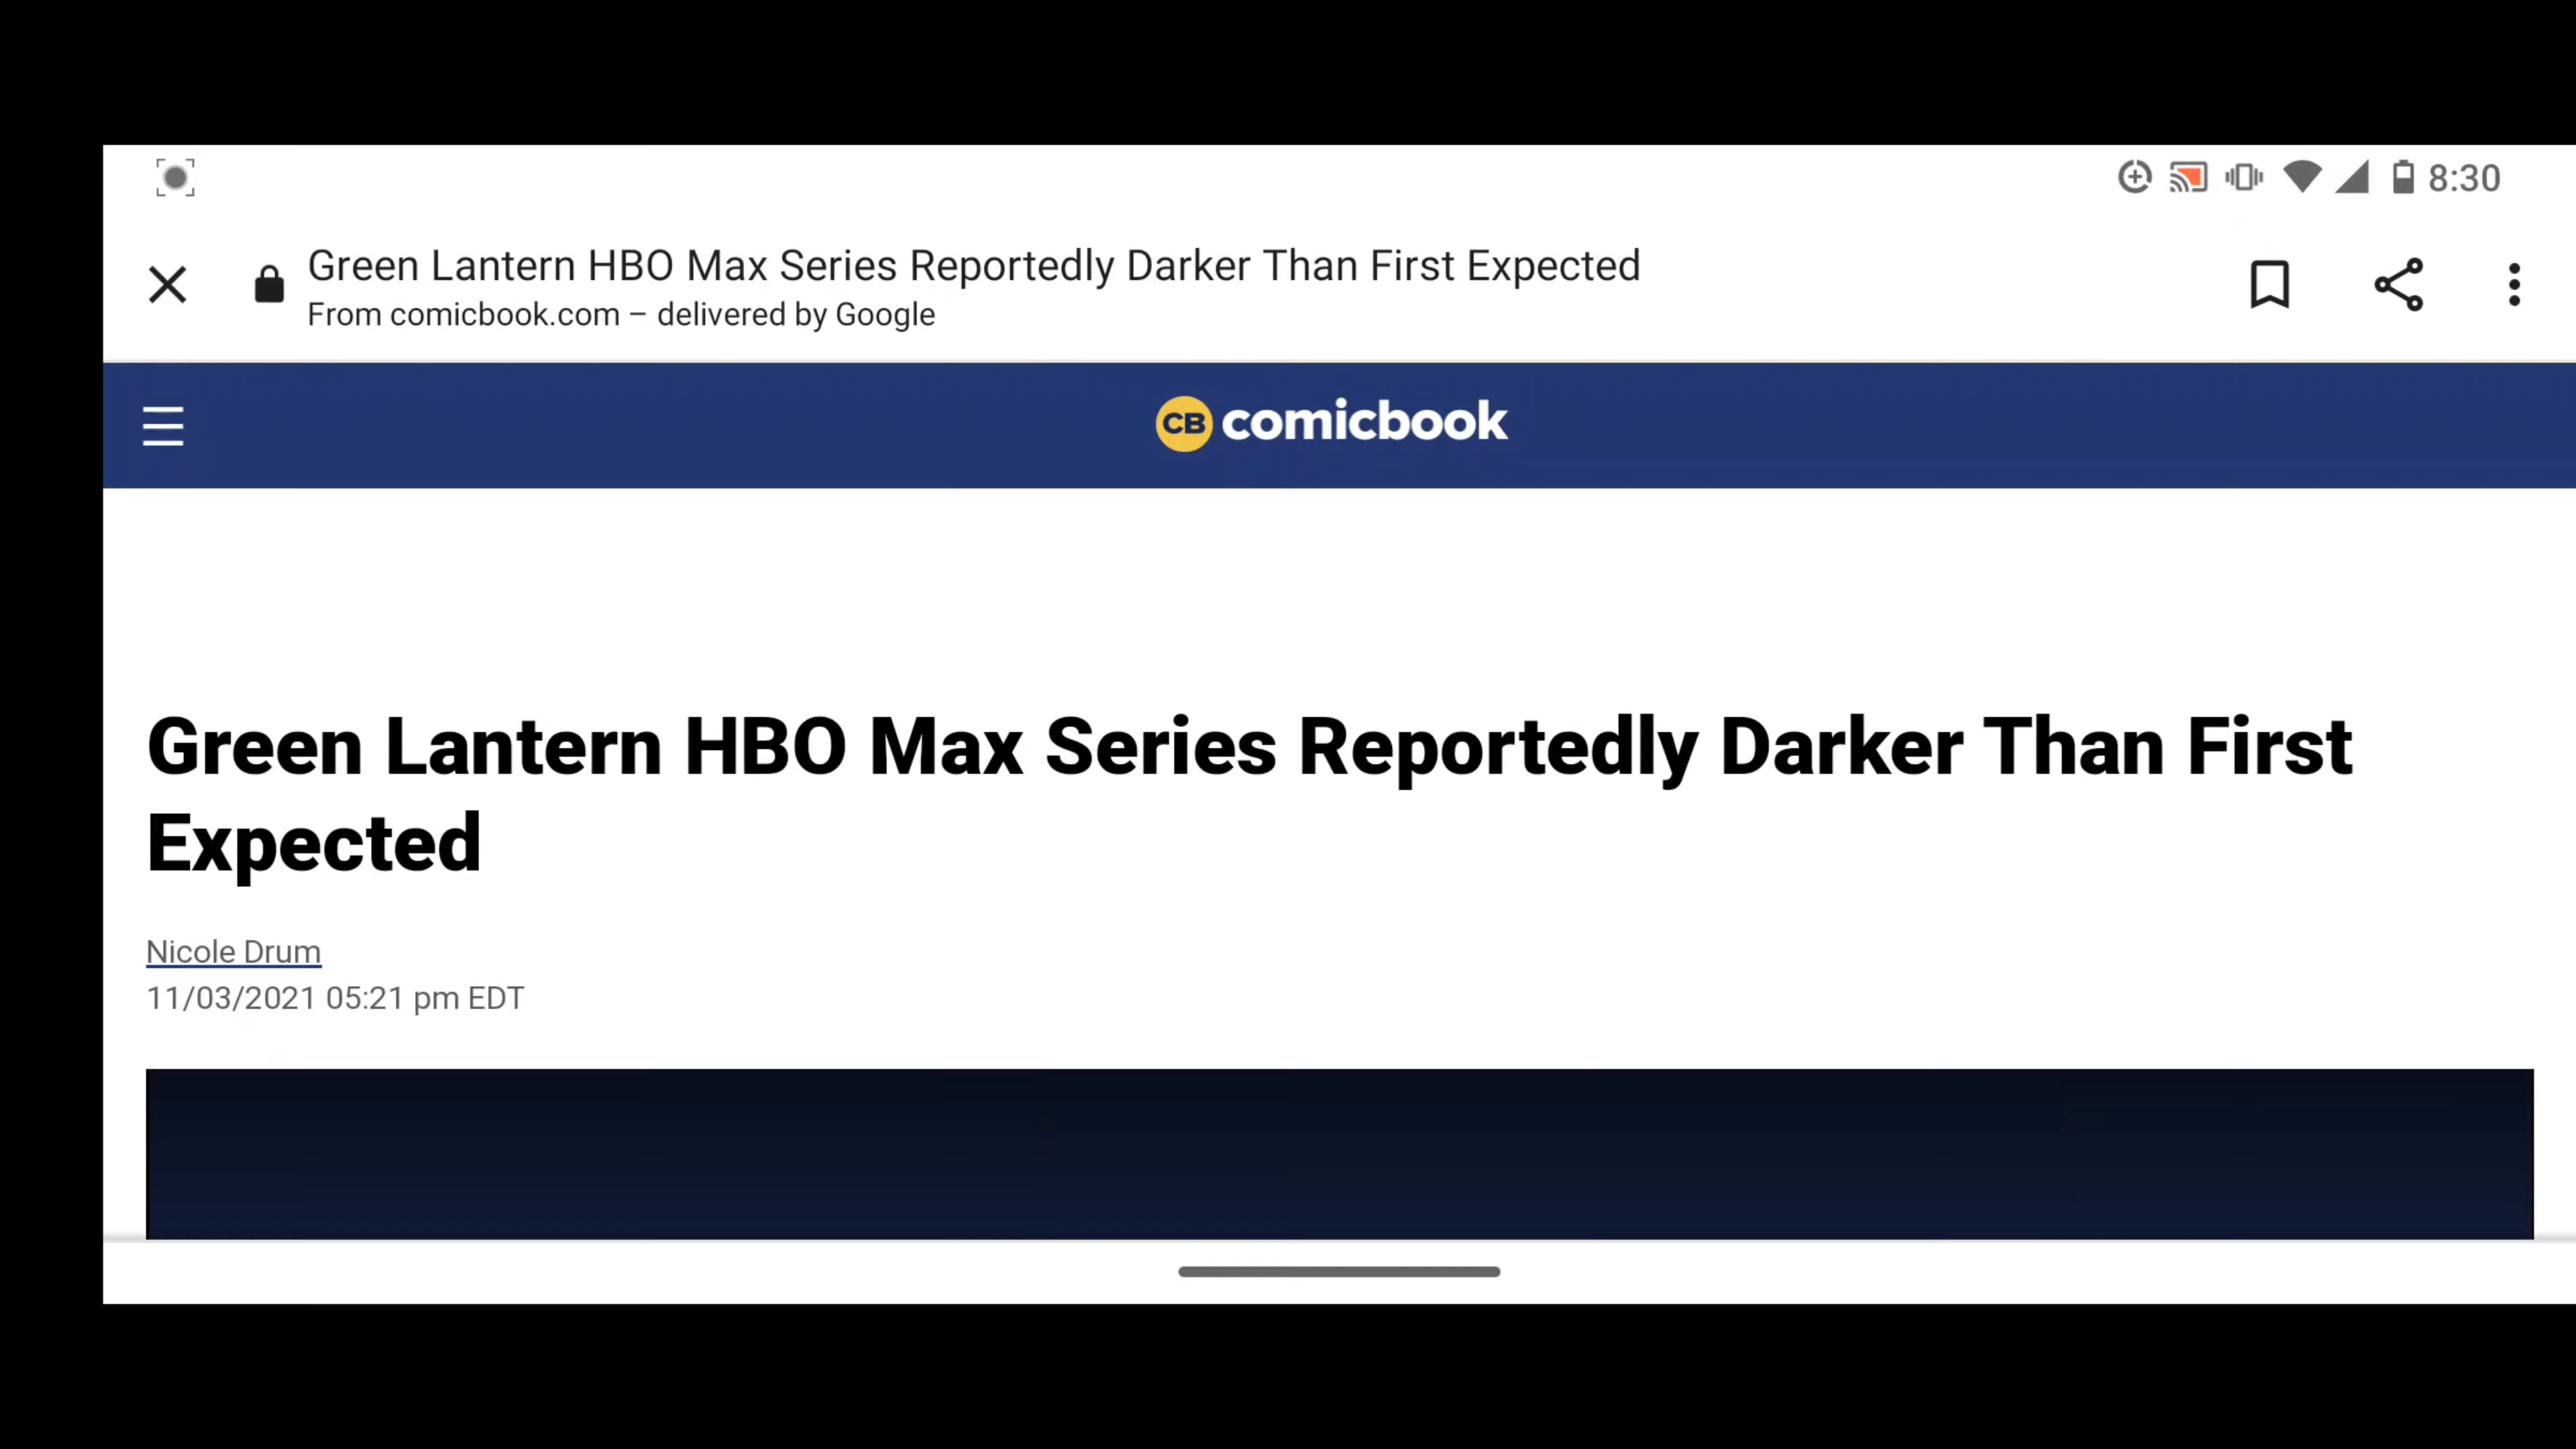 8:30
Green Lantern HBO Max Series Reportedly Darker Than First Expected
From comicbook.com – delivered by Google
CB comicbook
Green Lantern HBO Max Series Reportedly Darker Than First
Expected
Nicole Drum
11/03/2021 05:21 pm EDT